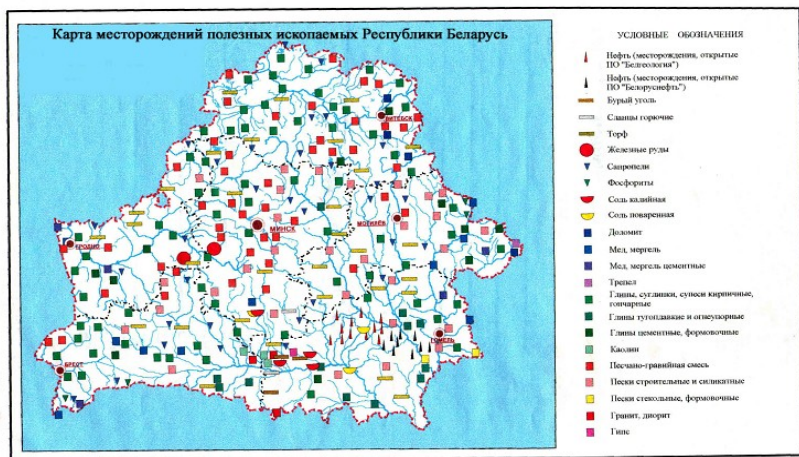 Карта месторождений полезных ископаемых Республики Беларусь
УСЛОВНЫЕ ОБОЗНАЧЕНИЯ
Нефть (месторождения, открытые
ПО "Белгеология")
Нефть (месторождения, открытые
ПО "Белоруснефть")
Бурый уголь
Сланцы горючие
Торф
Железные руды
Сапропели
Фосфориты
Соль калийная
Соль поваренная
Доломит
Мел, мергель
Мел, мергель цементные
Трепел
Глины, суглинки, супеси кирпичные,
гончарные
Глины тугоплавкие и огнеупорные
Глины цементные, формовочные
Каолин
Песчано-гравийная смесь
Пески строительные и силикатные
Пески стекольные, формовочные
Гранит, диорит
Гипс
ВИТЕБСК
МОГИЛЁВ
МИНСК
ГРОДНО
ГОМЕЛЬ
БРЕСТ